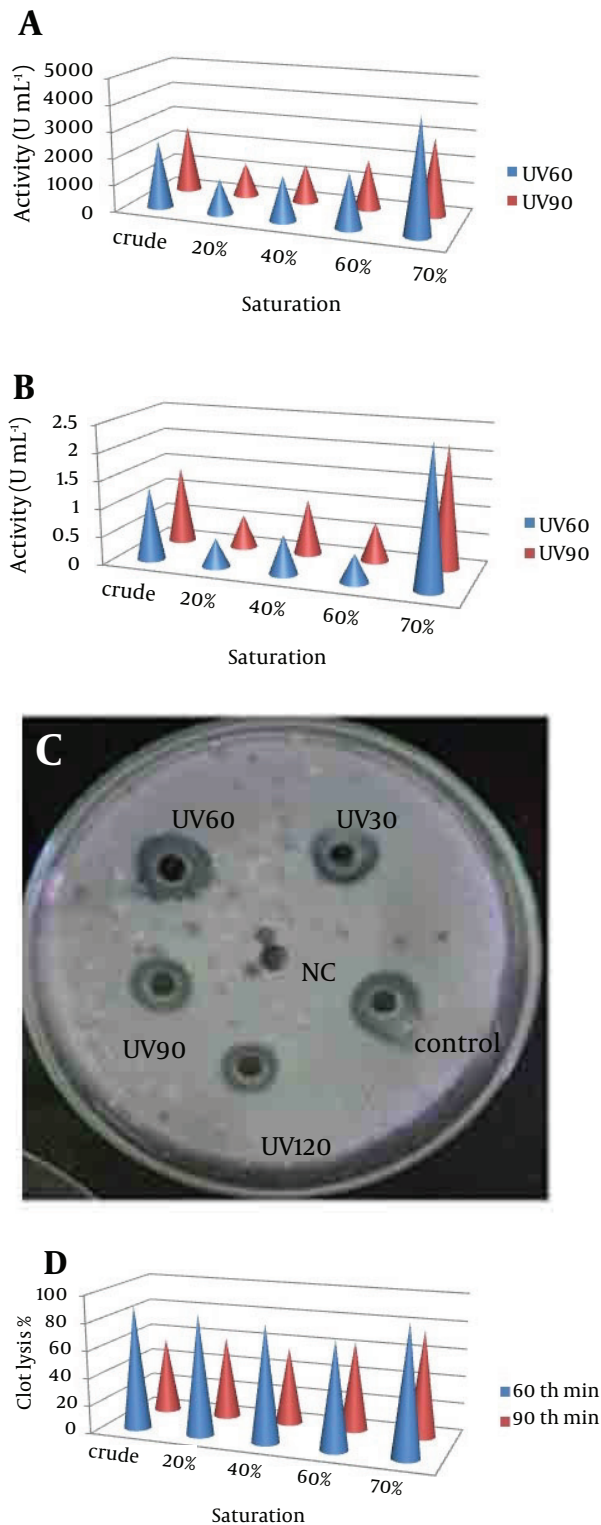 A
Activity (U mL-1)
5000
4000
3000
2000
1000
0
crude 20% 40% 60% 70%
Saturation
UV60
UV90
B
Activity (U mL-1)
2.5
2
1.5
1
0.5
0
crude 20% 40% 60% 70%
Saturation
UV60
UV90
C
UV60 UV30
NC
UV90 control
UV120
D
Clot lysis %
100
80
60
40
20
0
crude 20% 40% 60% 70%
Saturation
60 th min
90 th min